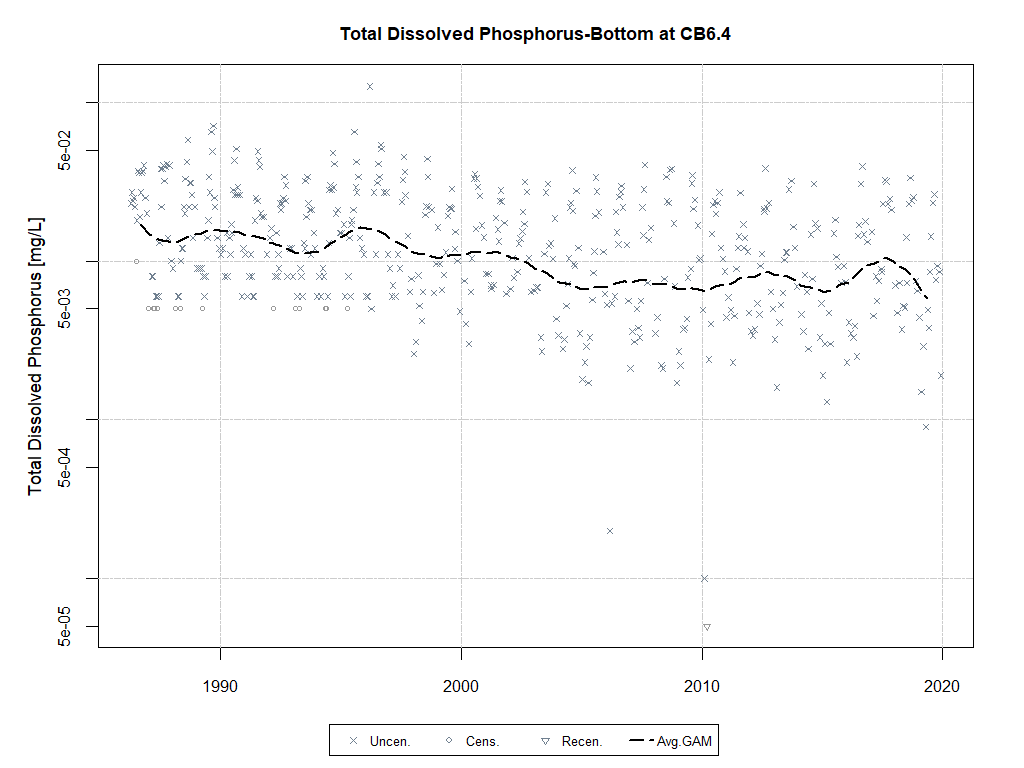 Total Dissolved Phosphorus-Bottom at CB6.4
Total Dissolved Phosphorus [mg/L]
5e-02
5e-03
5e-04
5e-05
1990 2000 2010 2020
Uncen. Cens. Recen. Avg.GAM